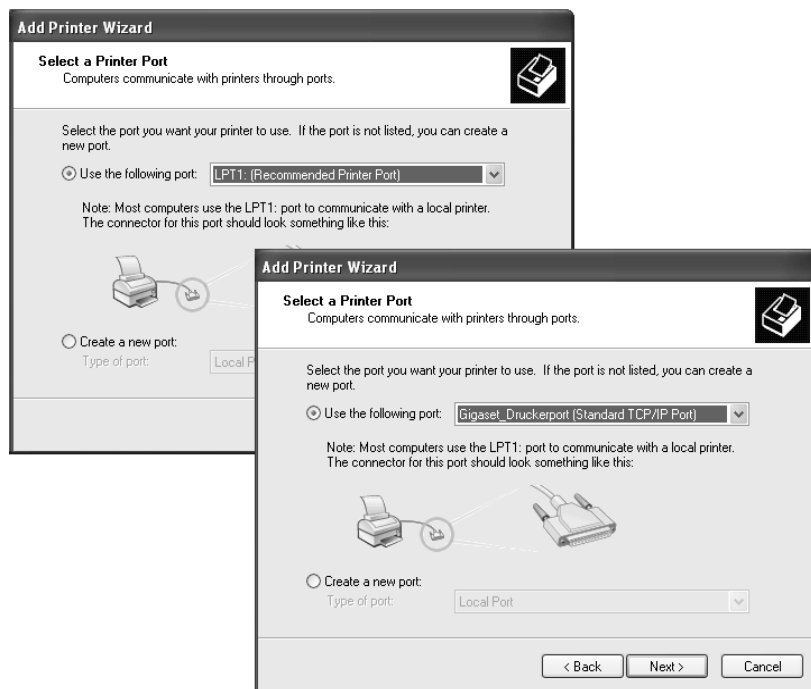 Add Printer Wizard
Select a Printer Port
Computers communicate with printers through ports.
Select the port you want your printer to use. If the port is not listed, you can create a
new port.
Use the following port:
LPT1: (Recommended Printer Port)
Note: Most computers use the LPT1: port to communicate with a local printer.
The connector for this port should look something like this:
Create a new port:
Type of port:
Local P
Add Printer Wizard
Select a Printer Port
Computers communicate with printers through ports.
Select the port you want your printer to use. If the port is not listed, you can create a
new port.
Use the following port:
Gigaset_Druckerport (Standard TCP/IP Port)
Note: Most computers use the LPT1: port to communicate with a local printer.
The connector for this port should look something like this:
Create a new port:
Type of port:
Local Port
< Back
Next >
Cancel